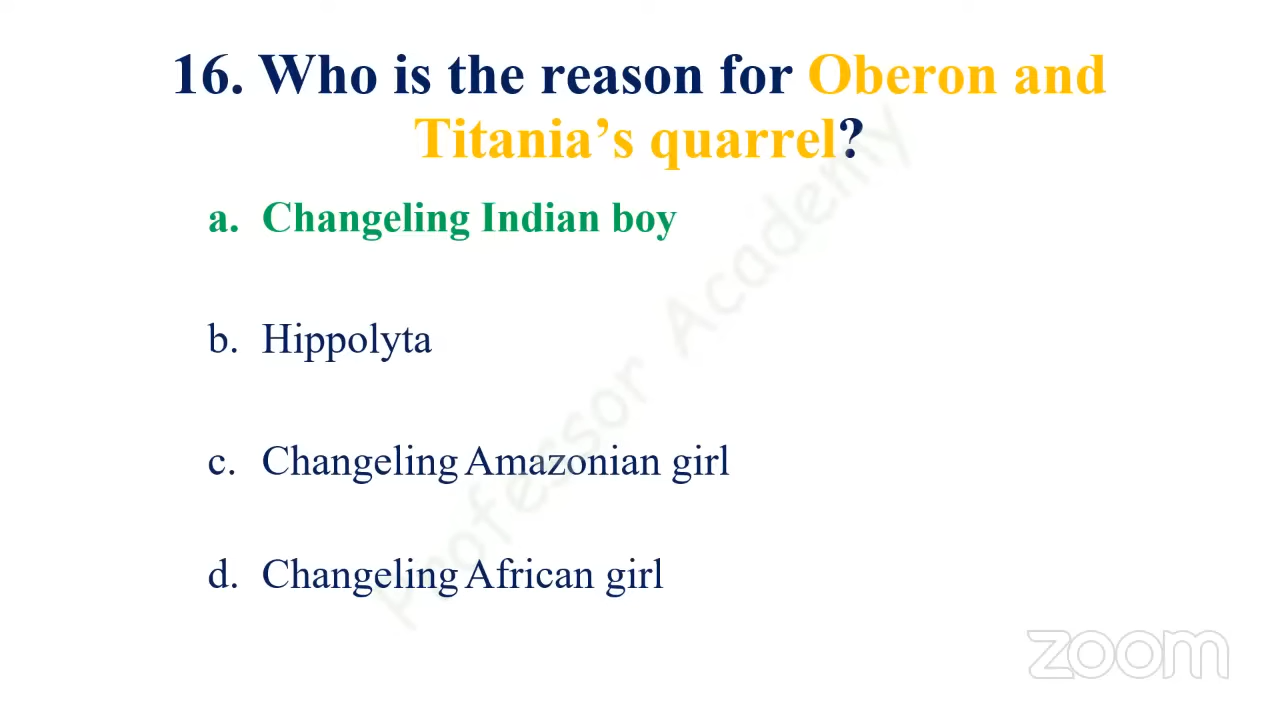 16. Who is the reason for Oberon and
Titania’s quarrel?
a. Changeling Indian boy
b. Hippolyta
c. Changeling Amazonian girl
d. Changeling African girl
Professor Academy
zoom